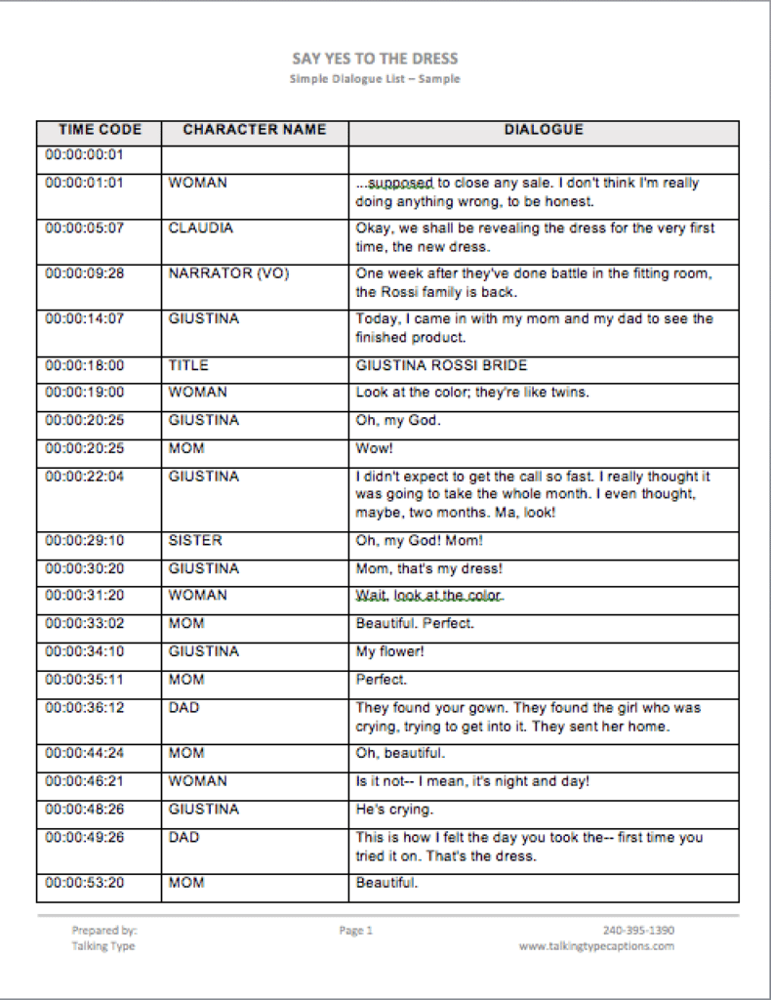 SAY YES TO THE DRESS
Simple Dialogue List – Sample
TIME CODE CHARACTER NAME DIALOGUE
00:00:00:01
00:00:01:01 WOMAN ...supposed to close any sale. I don't think I'm really
doing anything wrong, to be honest.
00:00:05:07 CLAUDIA Okay, we shall be revealing the dress for the very first
time, the new dress.
00:00:09:28 NARRATOR (VO) One week after they've done battle in the fitting room,
the Rossi family is back.
00:00:14:07 GIUSTINA Today, I came in with my mom and my dad to see the
finished product.
00:00:18:00 TITLE GIUSTINA ROSSI BRIDE
00:00:19:00 WOMAN Look at the color; they're like twins.
00:00:20:25 GIUSTINA Oh, my God.
00:00:20:25 MOM Wow!
00:00:22:04 GIUSTINA I didn't expect to get the call so fast. I really thought it
was going to take the whole month. I even thought,
maybe, two months. Ma, look!
00:00:29:10 SISTER Oh, my God! Mom!
00:00:30:20 GIUSTINA Mom, that's my dress!
00:00:31:20 WOMAN Wait, look at the color.
00:00:33:02 MOM Beautiful. Perfect.
00:00:34:10 GIUSTINA My flower!
00:00:35:11 MOM Perfect.
00:00:36:12 DAD They found your gown. They found the girl who was
crying, trying to get into it. They sent her home.
00:00:44:24 MOM Oh, beautiful.
00:00:46:21 WOMAN Is it not-- I mean, it's night and day!
00:00:48:26 GIUSTINA He's crying.
00:00:49:26 DAD This is how I felt the day you took the-- first time you
tried it on. That's the dress.
00:00:53:20 MOM Beautiful.
Prepared by: Page 1 240-395-1390
Talking Type www.talkingtypecaptions.com